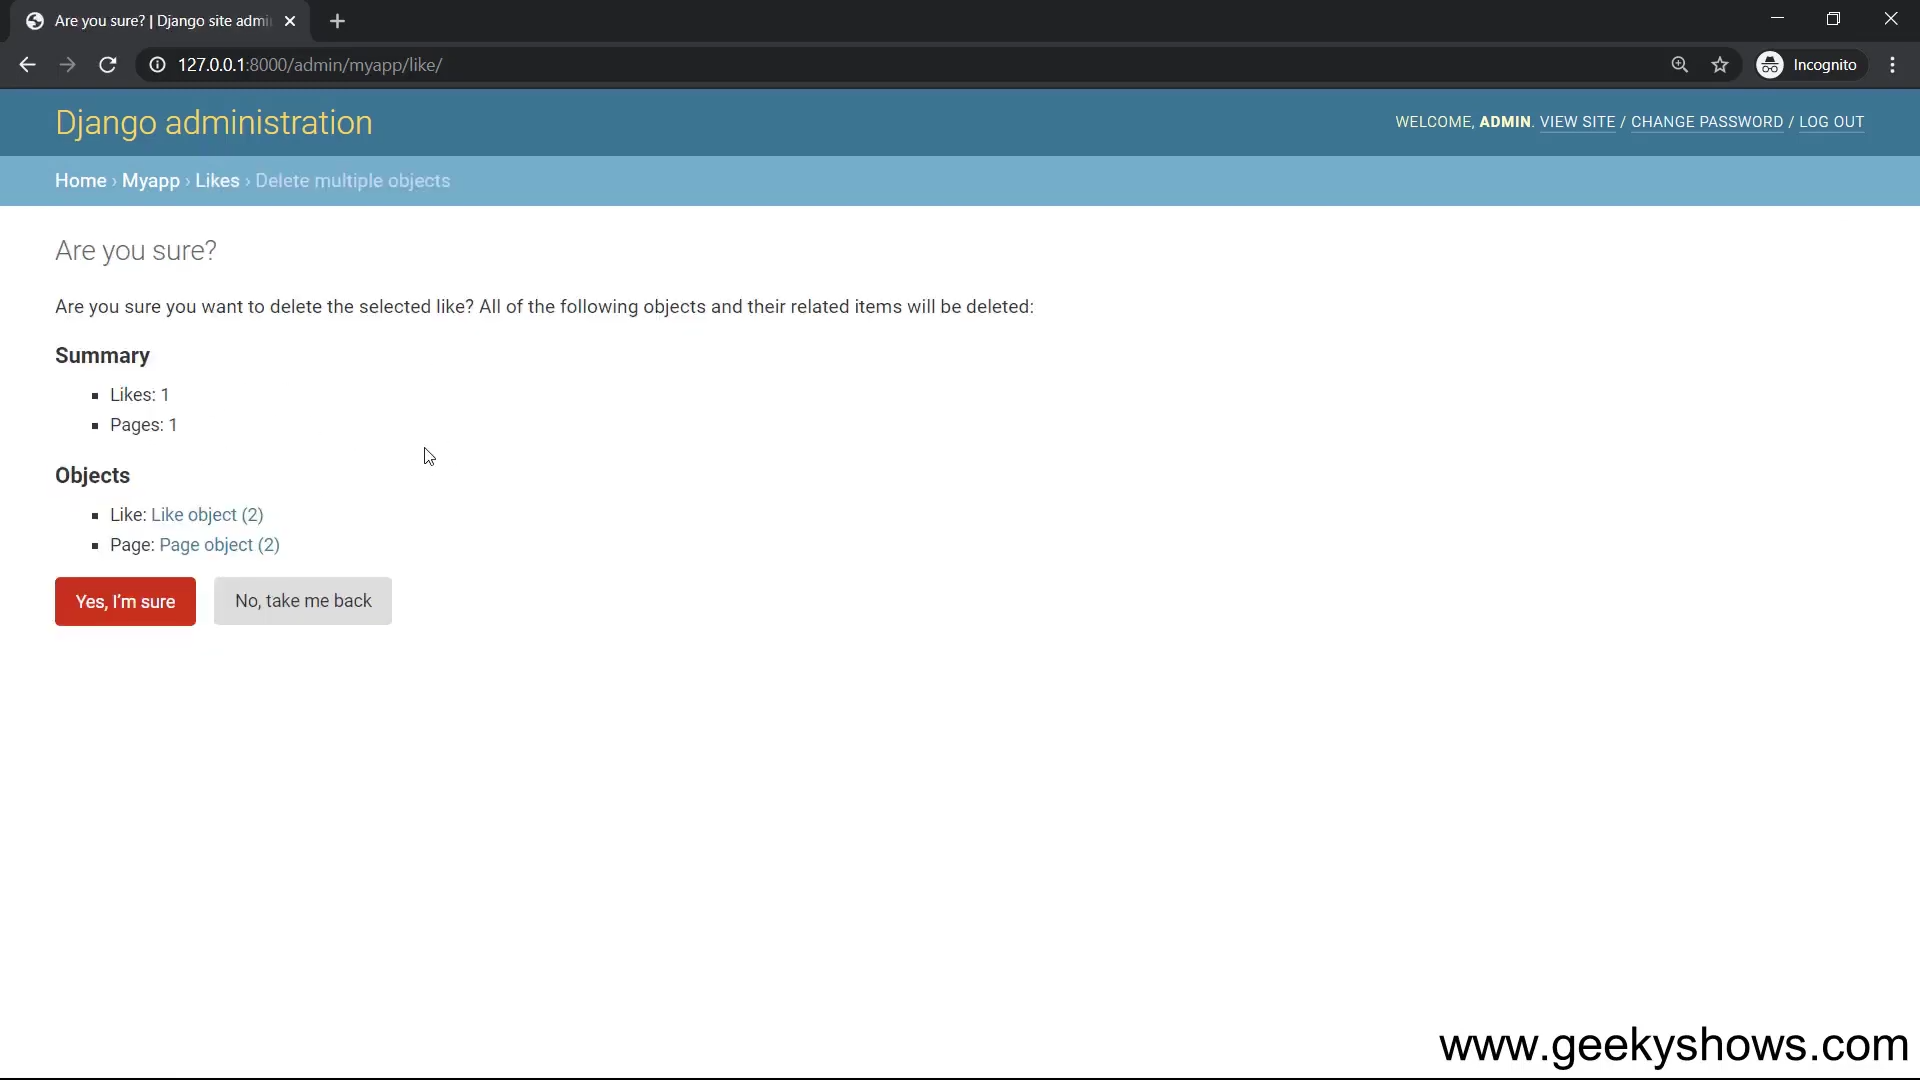 Are you sure? | Django site admi
127.0.0.1:8000/admin/myapp/like/
Incognito
Django administration
WELCOME, ADMIN. VIEW SITE / CHANGE PASSWORD / LOG OUT
Home › Myapp › Likes › Delete multiple objects
Are you sure?
Are you sure you want to delete the selected like? All of the following objects and their related items will be deleted:
Summary
Likes: 1
Pages: 1
Objects
Like: Like object (2)
Page: Page object (2)
Yes, I’m sure
No, take me back
www.geekyshows.com